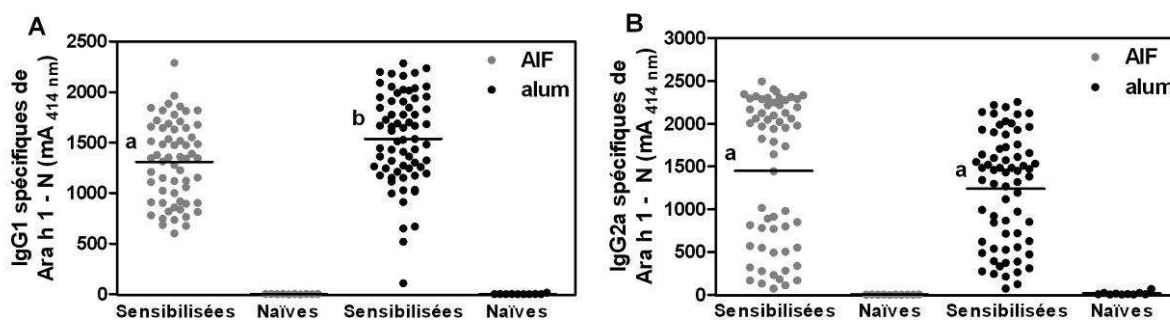 A
IgG1 spécifiques de
Ara h 1 - N (mA 414 nm)
2500
2000
1500
1000
500
0
AIF
alum
a
b
Sensibilisées Naïves Sensibilisées Naïves
B
IgG2a spécifiques de
Ara h 1 - N (mA 414 nm)
3000
2500
2000
1500
1000
500
0
AIF
alum
a
a
Sensibilisées Naïves Sensibilisées Naïves